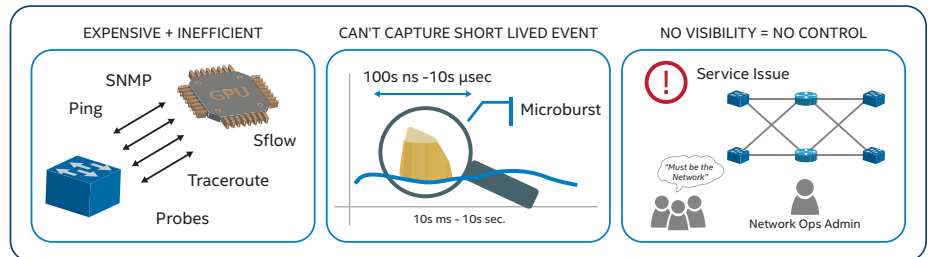 EXPENSIVE + INEFFICIENT
SNMP
GPU
Ping
Sflow
Traceroute
Probes
CAN'T CAPTURE SHORT LIVED EVENT
100s ns -10s μsec
Microburst
10s ms - 10s sec.
NO VISIBILITY = NO CONTROL
Service Issue
!
"Must be the
Network"
Network Ops Admin